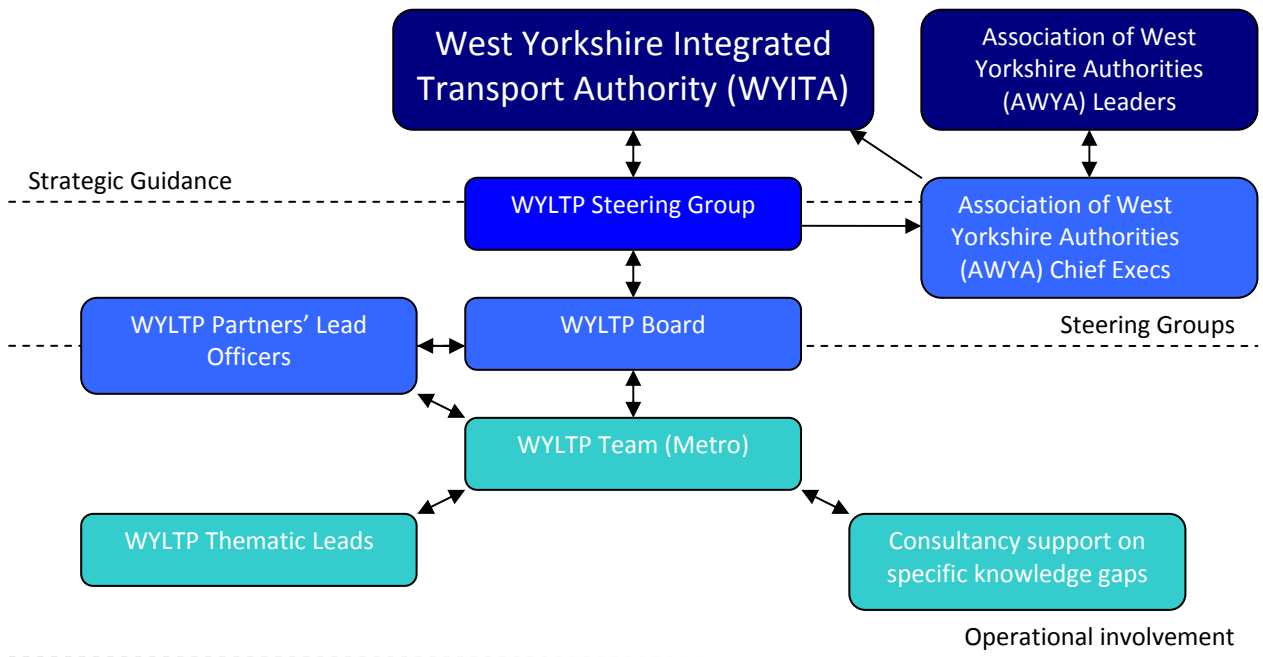 West Yorkshire Integrated
Transport Authority (WYITA)
Association of West
Yorkshire Authorities
(AWYA) Leaders
Strategic Guidance
WYLTP Steering Group
Association of West
Yorkshire Authorities
(AWYA) Chief Execs
WYLTP Partners’ Lead
Officers
WYLTP Board
Steering Groups
WYLTP Team (Metro)
WYLTP Thematic Leads
Consultancy support on
specific knowledge gaps
Operational involvement